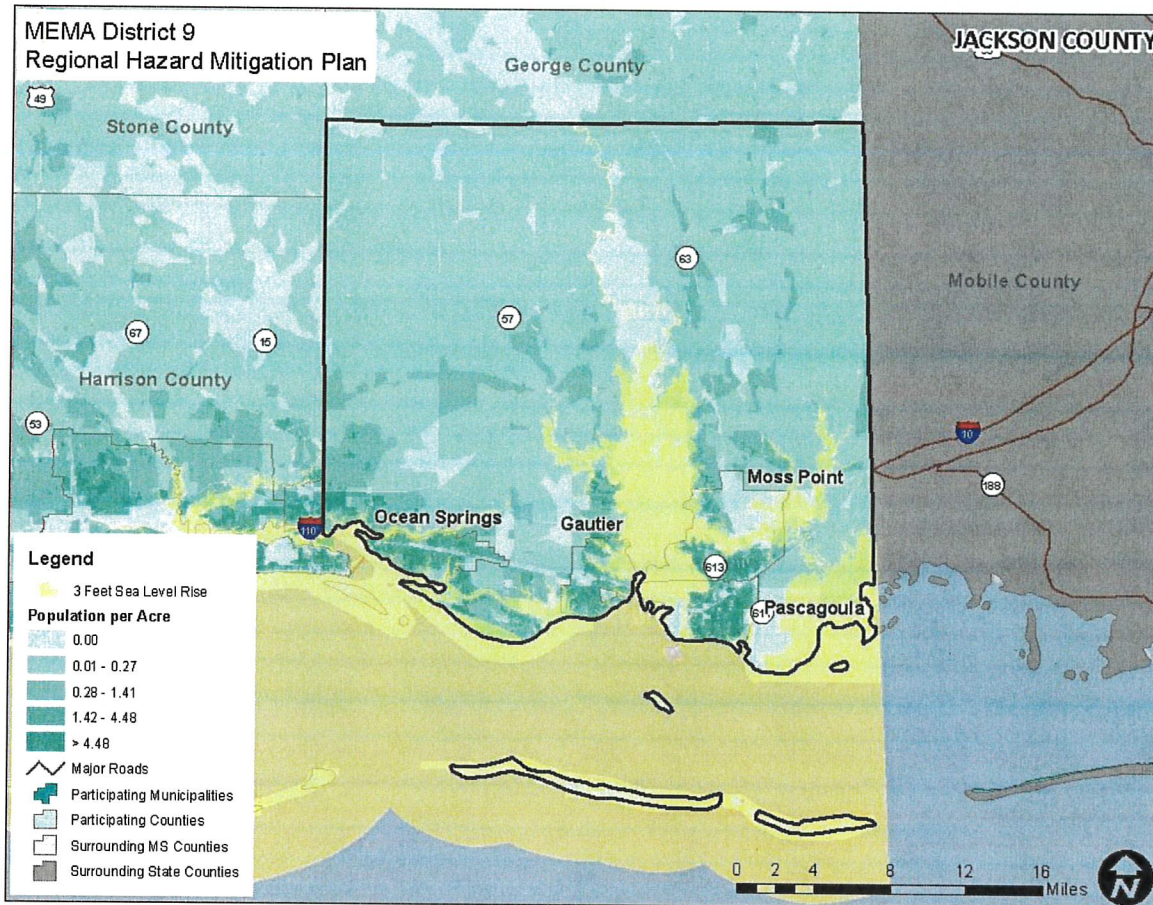 MEMA District 9
Regional Hazard Mitigation Plan
JACKSON COUNTY
George County
49
Stone County
63
Mobile County
57
67
15
Harrison County
53
10
Moss Point
188
Ocean Springs
110
Gautier
613
Pascagoula
Legend
3 Feet Sea Level Rise
Population per Acre
0.00
0.01 - 0.27
0.28 - 1.41
1.42 - 4.48
> 4.48
Major Roads
Participating Municipalities
Participating Counties
Surrounding MS Counties
Surrounding State Counties
0 2 4 8 12 16
Miles
N